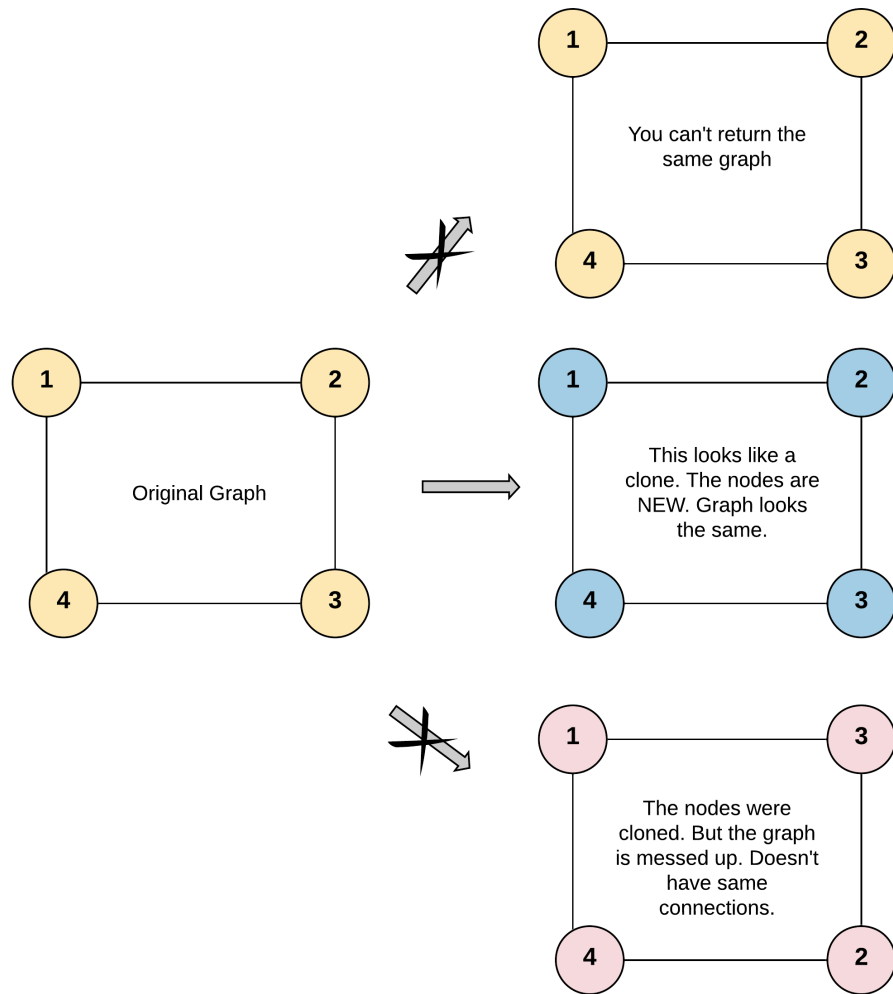 1
2
You can't return the
same graph
4
3
1
2
Original Graph
4
3
1
2
This looks like a
clone. The nodes are
NEW. Graph looks
the same.
4
3
1
3
The nodes were
cloned. But the graph
is messed up. Doesn't
have same
connections.
4
2